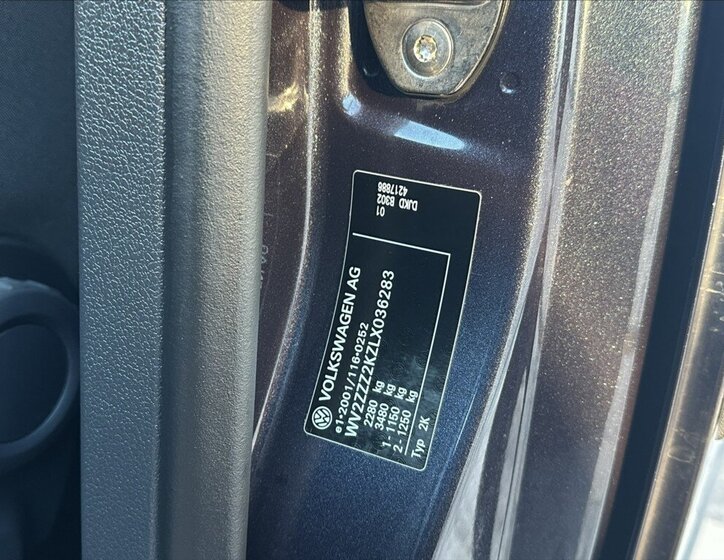 VOLKSWAGEN AG
e1*2001/116*0252
WV2ZZZ2KZLX036283
2280 kg
3480 kg
1 - 1150 kg
2 - 1250 kg
Typ 2K
01
DJKD B302
4217886